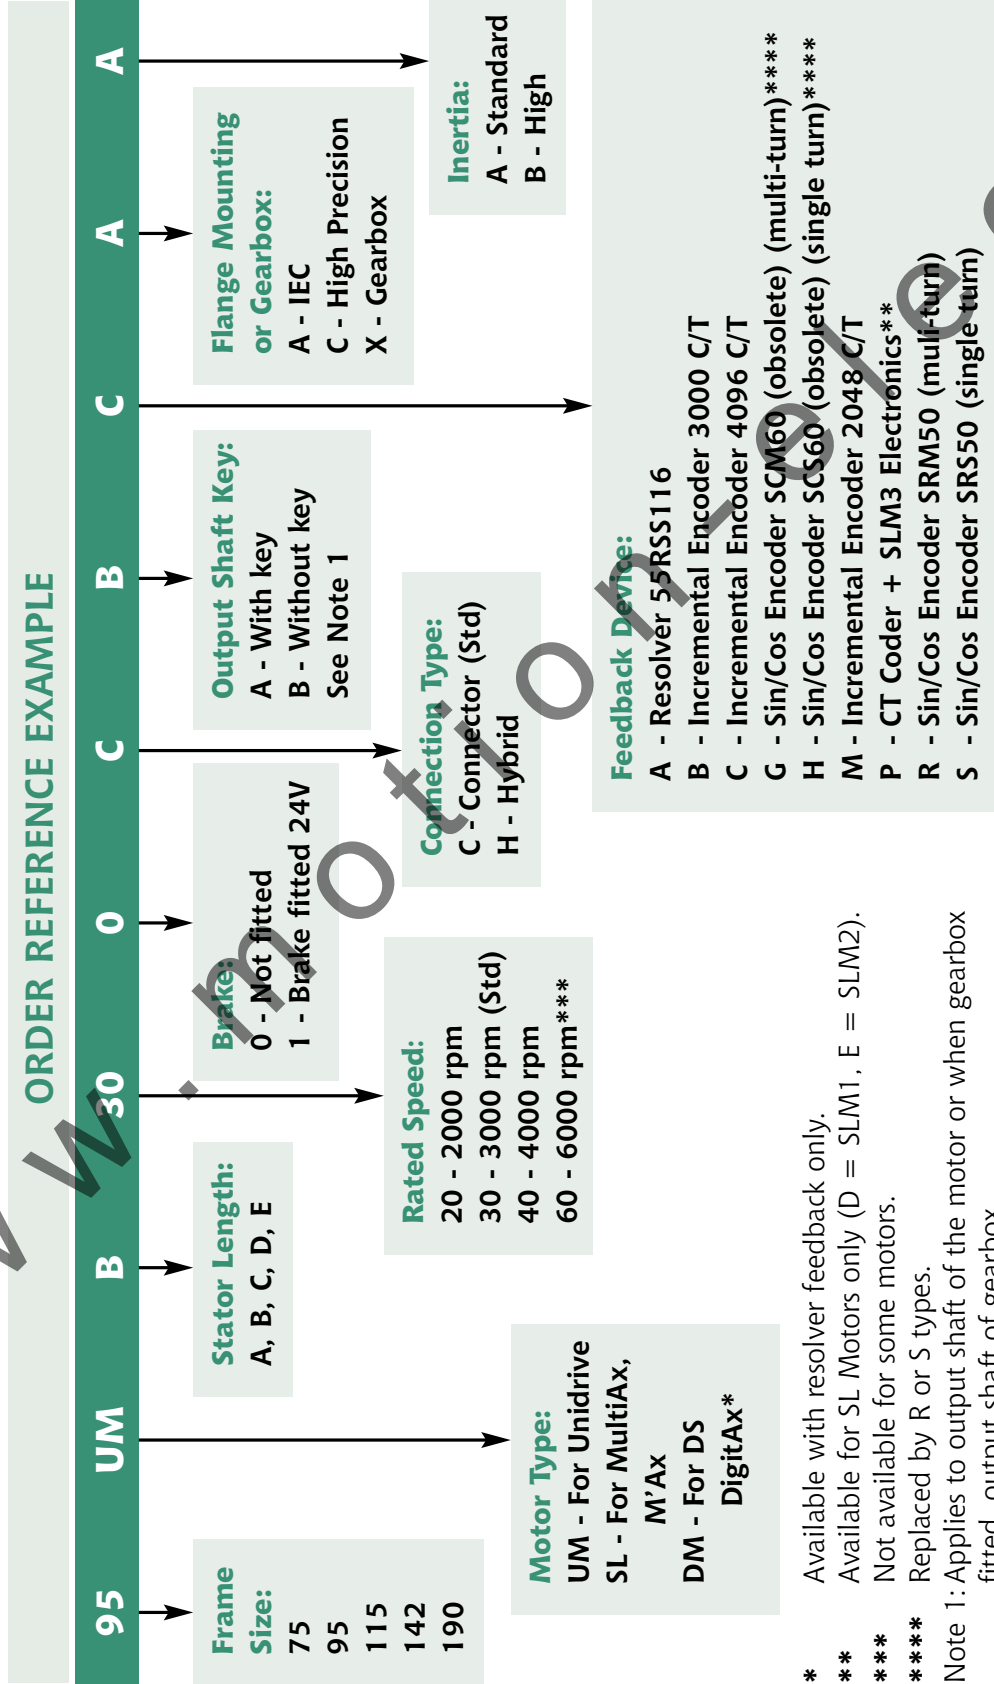 ORDER REFERENCE EXAMPLE
95 UM B 30 0 C B C A A
Frame
Size:
75
95
115
142
190
Motor Type:
UM - For Unidrive
SL - For MultiAx,
M'Ax
DM - For DS
DigitAx*
Stator Length:
A, B, C, D, E
Rated Speed:
20 - 2000 rpm
30 - 3000 rpm (Std)
40 - 4000 rpm
60 - 6000 rpm***
Brake:
0 - Not fitted
1 - Brake fitted 24V
Connection Type:
C - Connector (Std)
H - Hybrid
Output Shaft Key:
A - With key
B - Without key
See Note 1
Feedback Device:
A - Resolver 55RSS116
B - Incremental Encoder 3000 C/T
C - Incremental Encoder 4096 C/T
G - Sin/Cos Encoder SCM60 (obsolete) (multi-turn)****
H - Sin/Cos Encoder SCS60 (obsolete) (single turn)****
M - Incremental Encoder 2048 C/T
P - CT Coder + SLM3 Electronics**
R - Sin/Cos Encoder SRM50 (muli-turn)
S - Sin/Cos Encoder SRS50 (single turn)
Flange Mounting
or Gearbox:
A - IEC
C - High Precision
X - Gearbox
Inertia:
A - Standard
B - High
* Available with resolver feedback only.
** Available for SL Motors only (D = SLM1, E = SLM2).
*** Not available for some motors.
**** Replaced by R or S types.
Note 1: Applies to output shaft of the motor or when gearbox
fitted, output shaft of gearbox
w.motion-ele